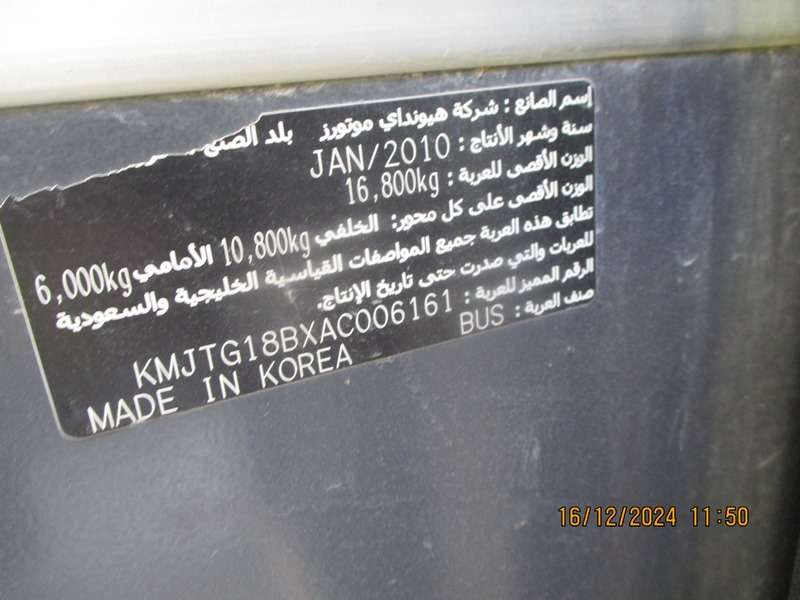 إسم الصانع : شركة هيونداي موتورز بلد الصنع
سنة وشهر الأنتاج : JAN/2010
الوزن الأقصى للعربة : 16,800kg
الوزن الأقصى على كل محور: الخلفي 10,800kg الأمامي 6,000kg
تطابق هذه العربة جميع المواصفات القياسية الخليجية والسعودية
للعربات والتي صدرت حتى تاريخ الإنتاج.
الرقم المميز للعربة : KMJTG18BXAC006161
صنف العربة : BUS
MADE IN KOREA
16/12/2024 11:50